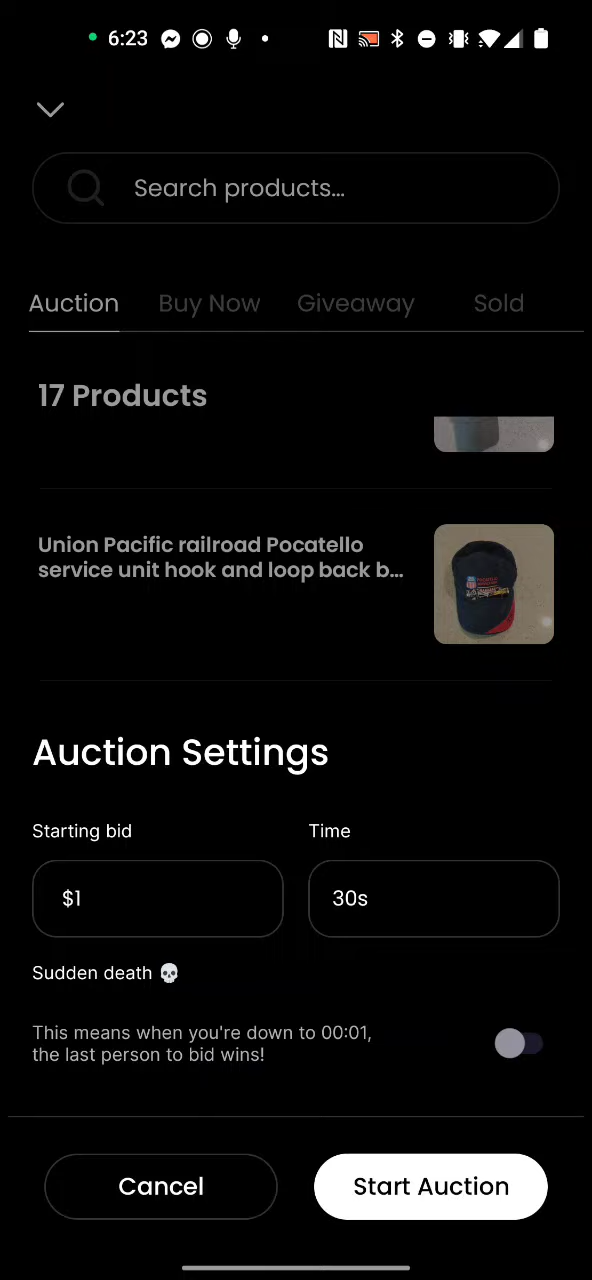 6:23
Search products...
Auction Buy Now Giveaway Sold
17 Products
Union Pacific railroad Pocatello
service unit hook and loop back b...
Auction Settings
Starting bid Time
$1 30s
Sudden death 💀
This means when you're down to 00:01,
the last person to bid wins!
Cancel Start Auction